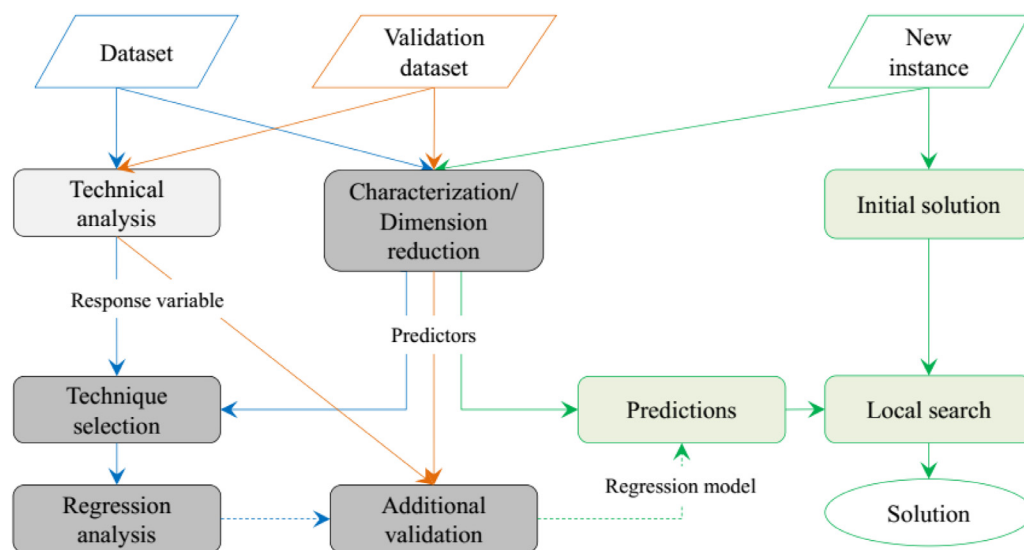 Dataset
Validation
dataset
New
instance
Technical
analysis
Characterization/
Dimension
reduction
Initial solution
Response variable
Predictors
Technique
selection
Predictions
Local search
Regression
analysis
Additional
validation
Regression model
Solution